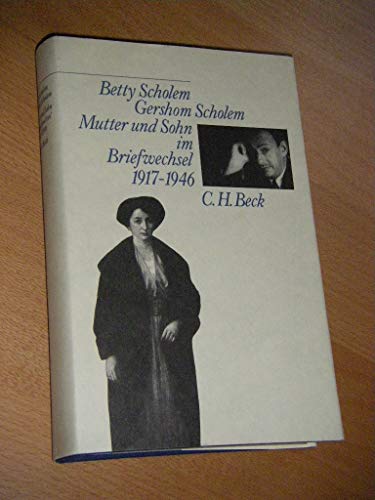 Betty Scholem
Gershom Scholem
Mutter und Sohn
im
Briefwechsel
1917-1946
C. H. Beck